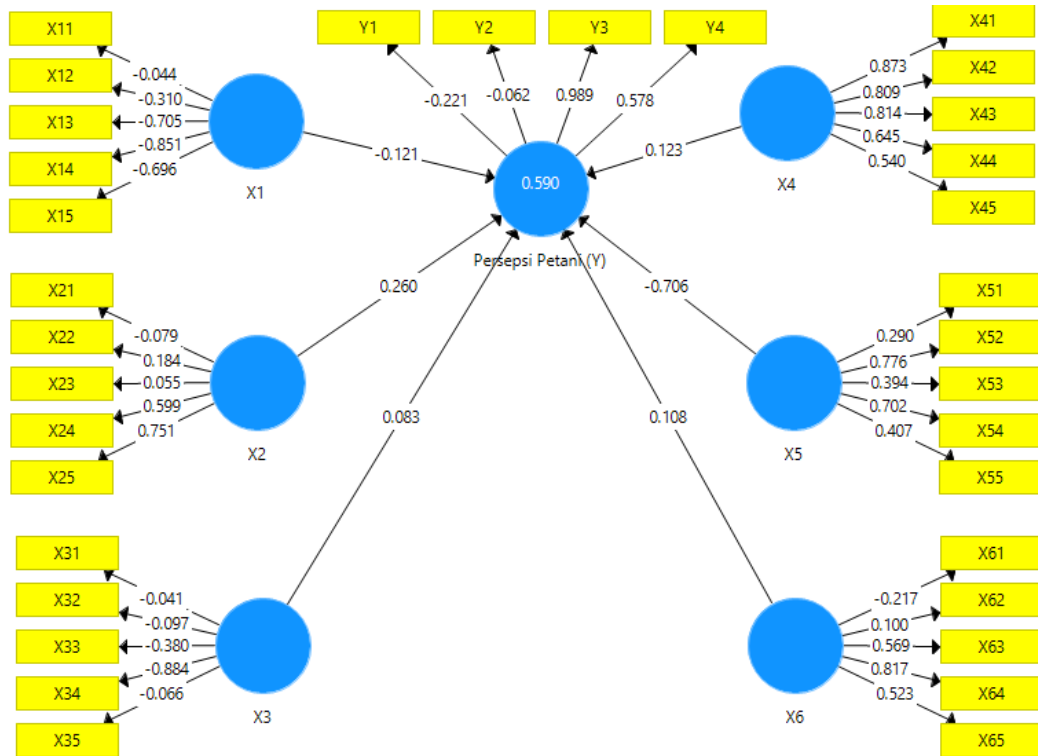 X11
X12
X13
X14
X15
-0.044
-0.310
-0.705
-0.851
-0.696
X1
-0.121
Y1
Y2
Y3
Y4
-0.221
-0.062
0.989
0.578
0.590
Persepsi Petani (Y)
X41
X42
X43
X44
X45
0.873
0.809
0.814
0.645
0.540
X4
0.123
X21
X22
X23
X24
X25
-0.079
0.184
0.055
0.599
0.751
X2
0.260
X51
X52
X53
X54
X55
0.290
0.776
0.394
0.702
0.407
X5
-0.706
X31
X32
X33
X34
X35
-0.041
-0.097
-0.380
-0.884
-0.066
X3
0.083
X61
X62
X63
X64
X65
-0.217
0.100
0.569
0.817
0.523
X6
0.108